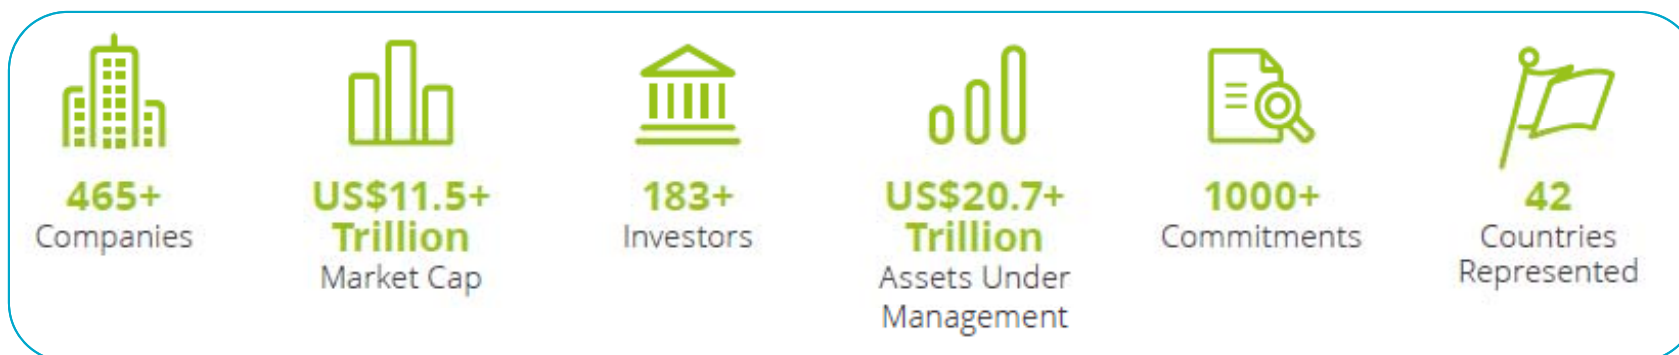 465+
Companies
US$11.5+
Trillion
Market Cap
183+
Investors
US$20.7+
Trillion
Assets Under
Management
1000+
Commitments
42
Countries
Represented